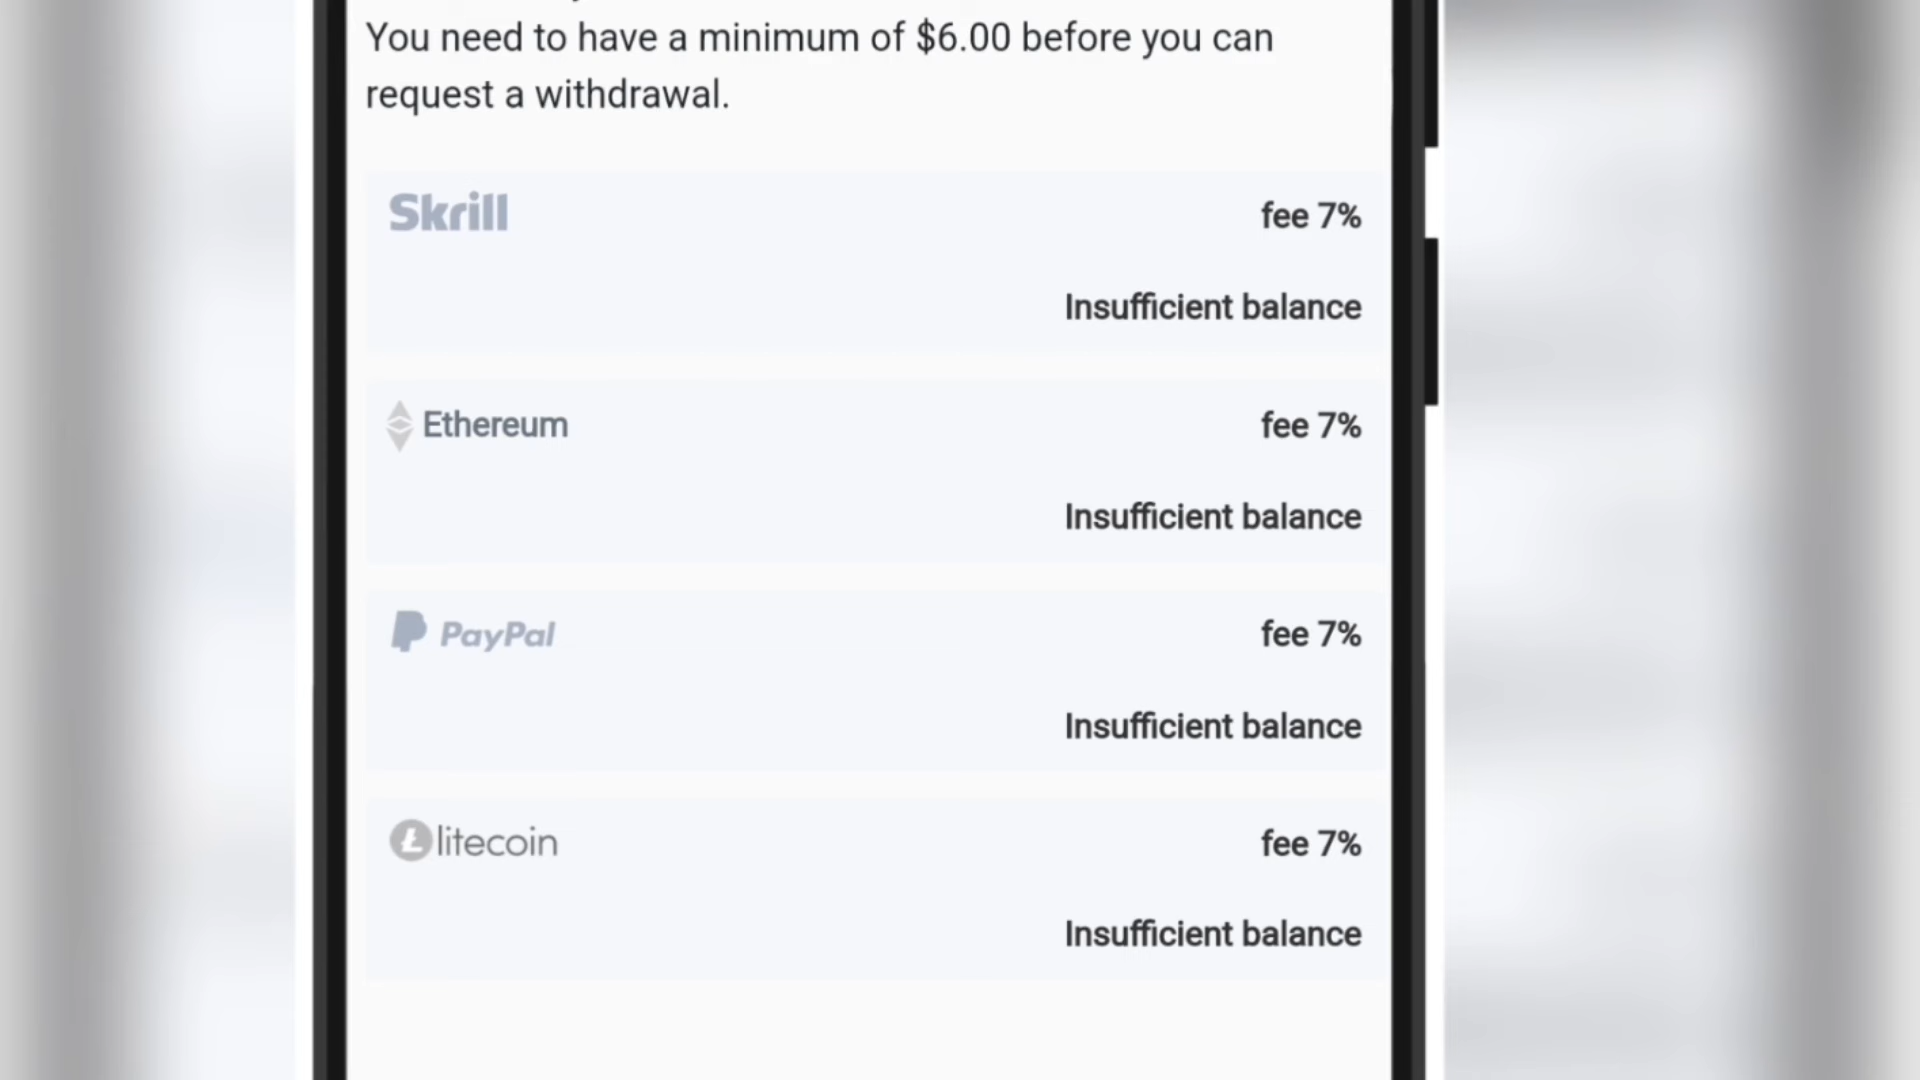 You need to have a minimum of $6.00 before you can
request a withdrawal.
Skrill
fee 7%
Insufficient balance
Ethereum
fee 7%
Insufficient balance
PayPal
fee 7%
Insufficient balance
litecoin
fee 7%
Insufficient balance